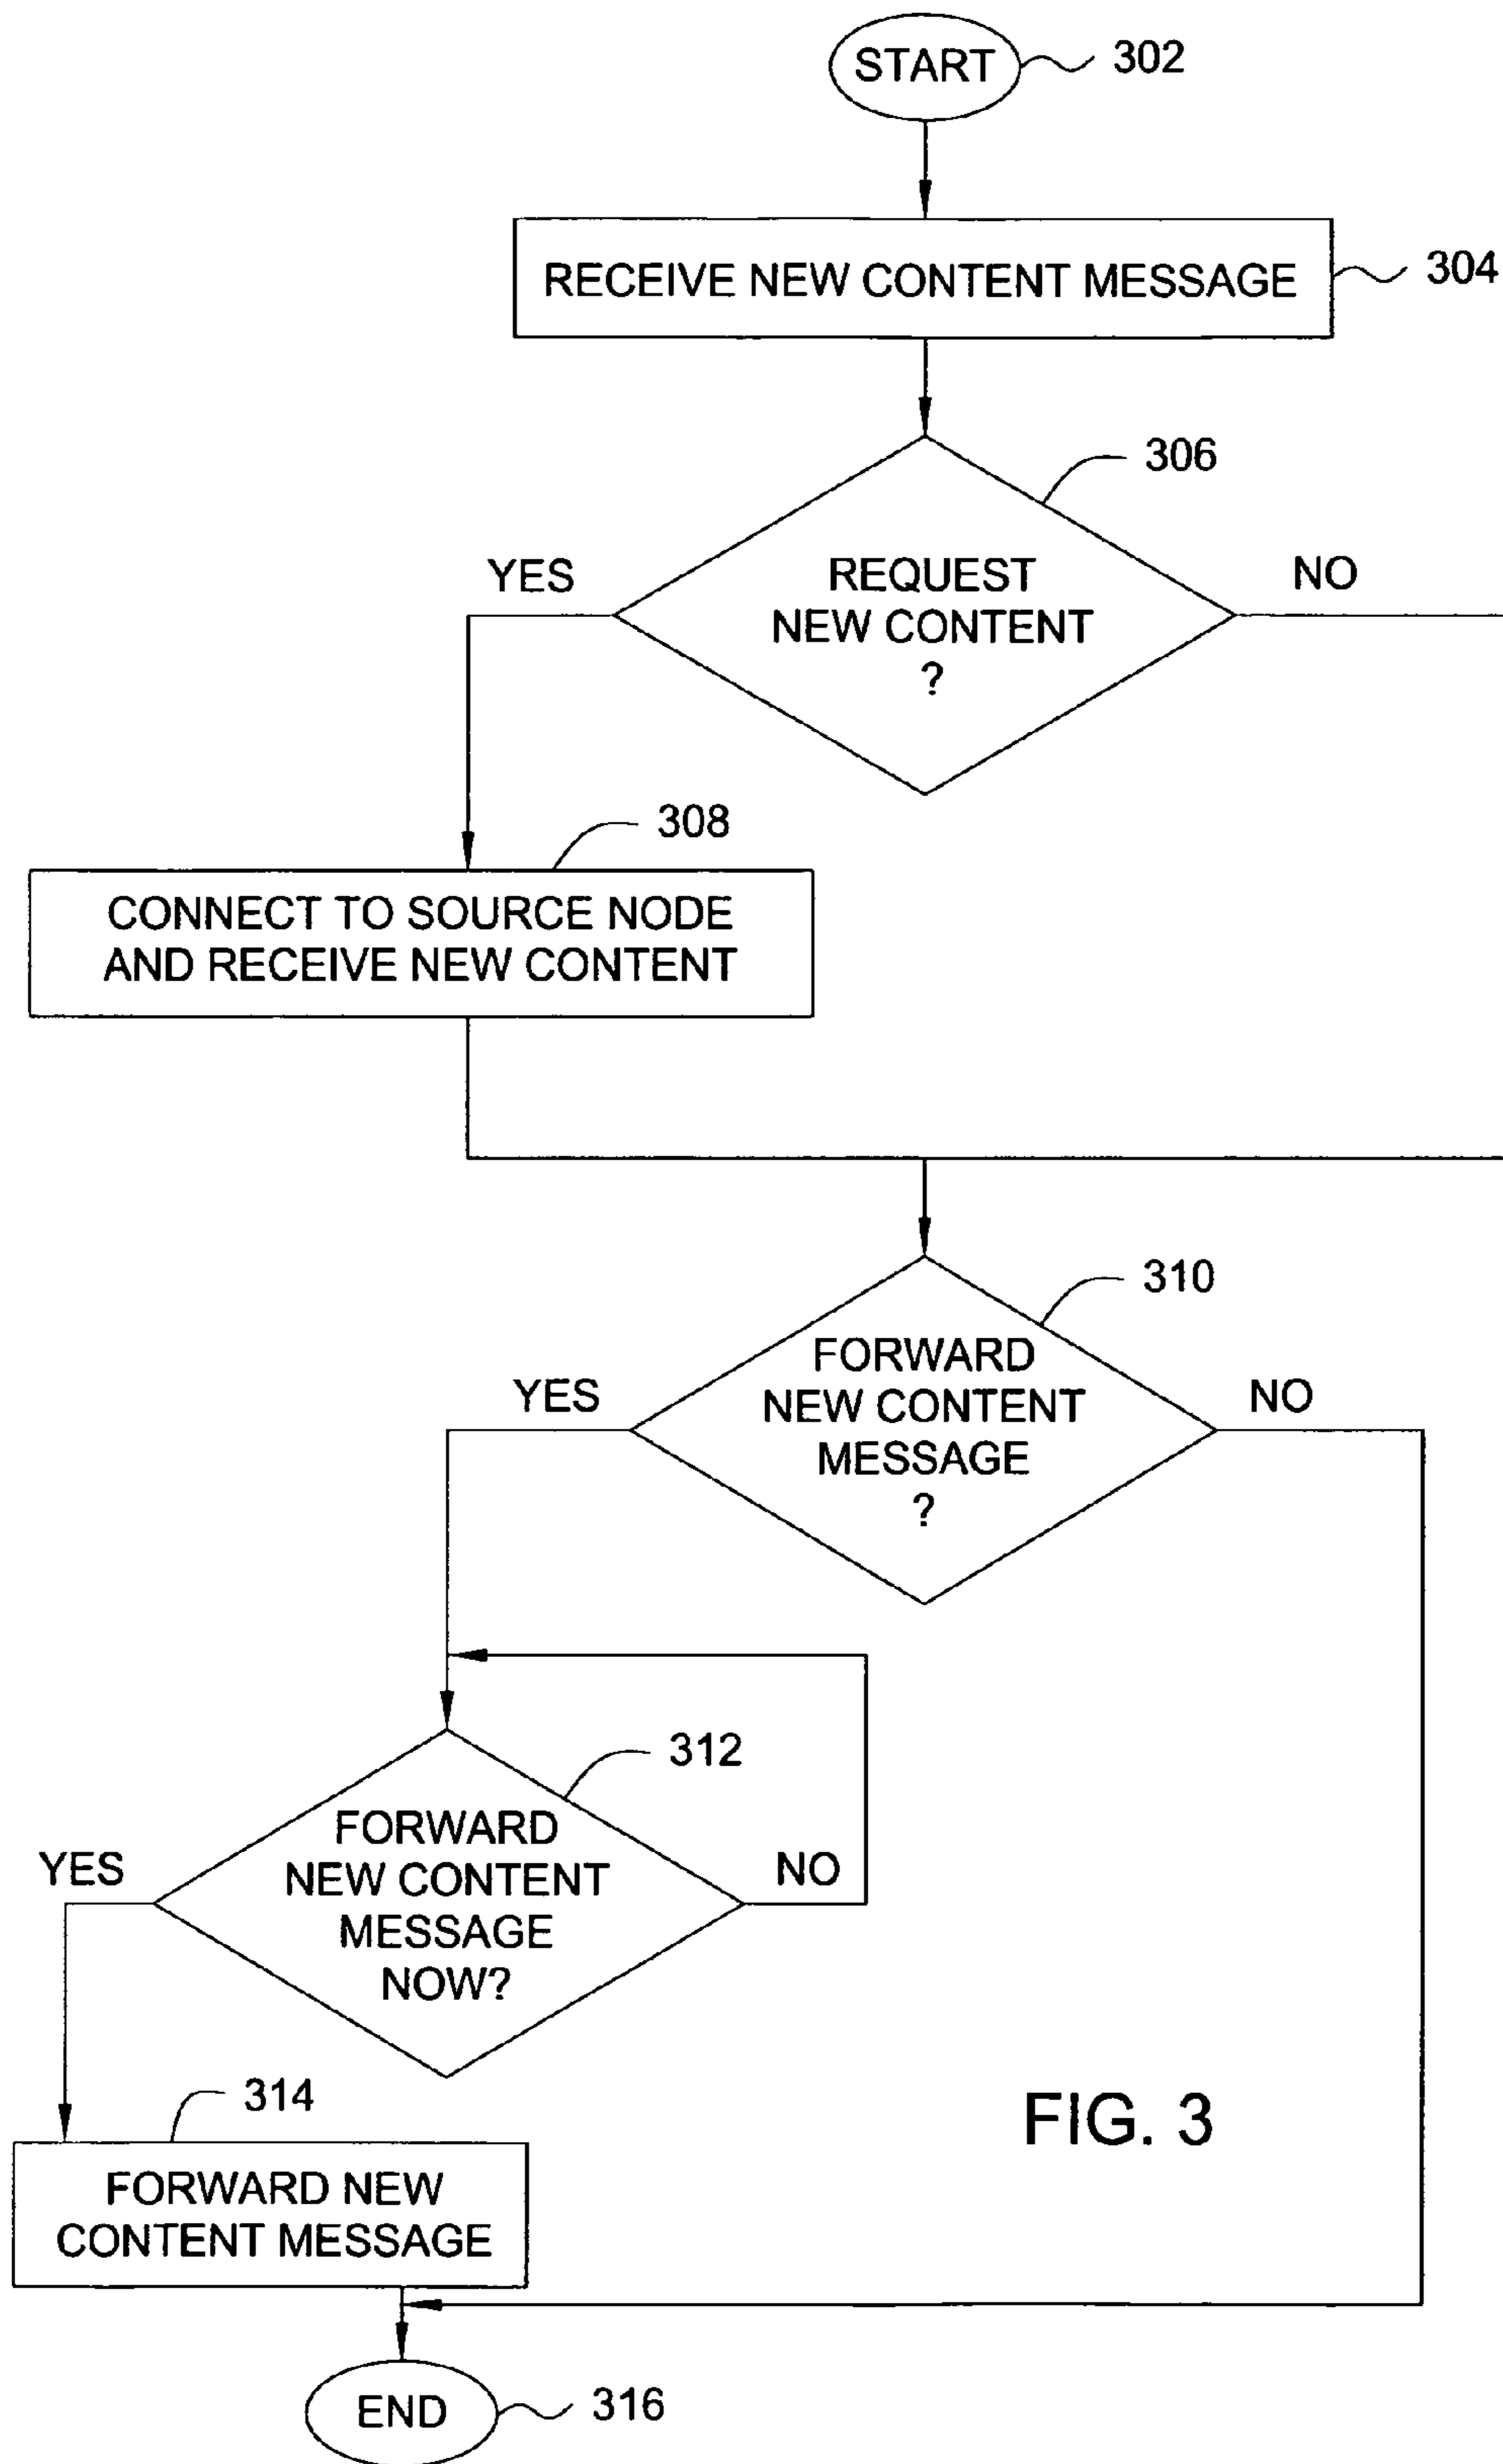 START
302
RECEIVE NEW CONTENT MESSAGE
304
306
YES
REQUEST
NEW CONTENT
?
NO
308
CONNECT TO SOURCE NODE
AND RECEIVE NEW CONTENT
310
YES
FORWARD
NEW CONTENT
MESSAGE
?
NO
312
YES
FORWARD
NEW CONTENT
MESSAGE
NOW?
NO
314
FORWARD NEW
CONTENT MESSAGE
FIG. 3
END
316